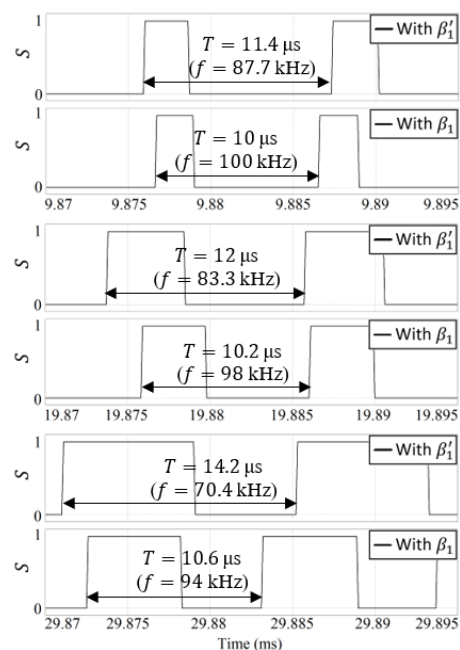 S
1
0
With β₁′
T = 11.4 μs
(f = 87.7 kHz)
S
1
0
With β₁
T = 10 μs
(f = 100 kHz)
9.87 9.875 9.88 9.885 9.89 9.895
S
1
0
With β₁′
T = 12 μs
(f = 83.3 kHz)
S
1
0
With β₁
T = 10.2 μs
(f = 98 kHz)
19.87 19.875 19.88 19.885 19.89 19.895
S
1
0
With β₁′
T = 14.2 μs
(f = 70.4 kHz)
S
1
0
With β₁
T = 10.6 μs
(f = 94 kHz)
29.87 29.875 29.88 29.885 29.89 29.895
Time (ms)